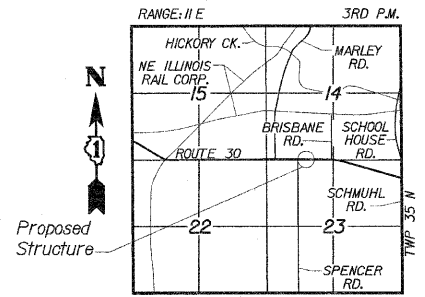 RANGE: 11 E
3RD P.M.
HICKORY CK.
MARLEY
RD.
NE ILLINOIS
RAIL CORP.
N
15
14
BRISBANE
RD.
SCHOOL
HOUSE
RD.
1
ROUTE 30
SCHMUHL
RD.
TWP 35 N
Proposed
Structure
22
23
SPENCER
RD.